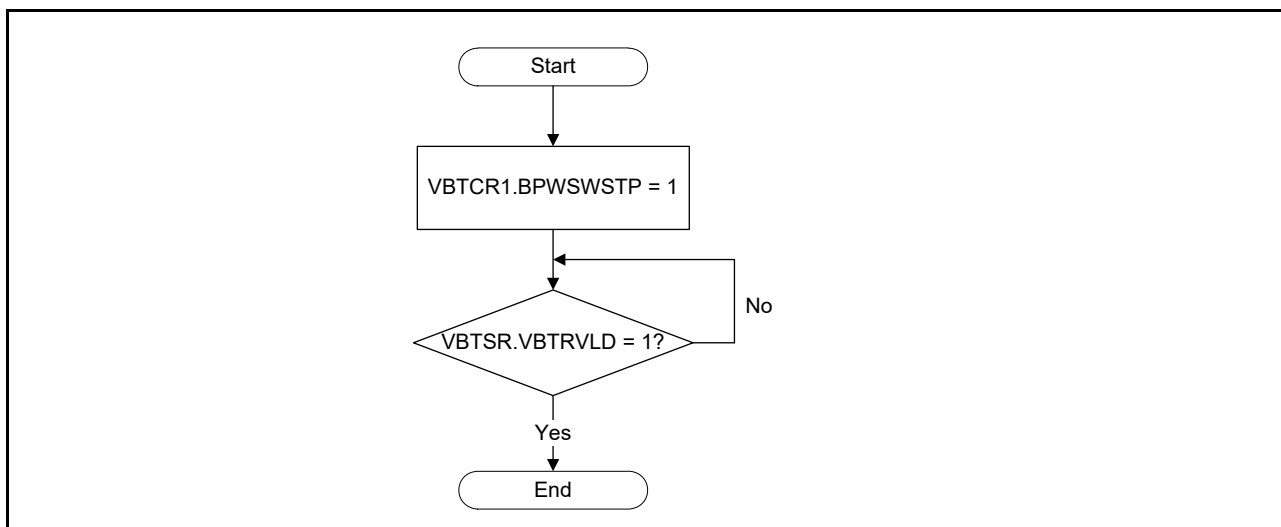 Start
VBTCR1.BPWSWSTP = 1
VBTSR.VBTRVLD = 1?
No
Yes
End